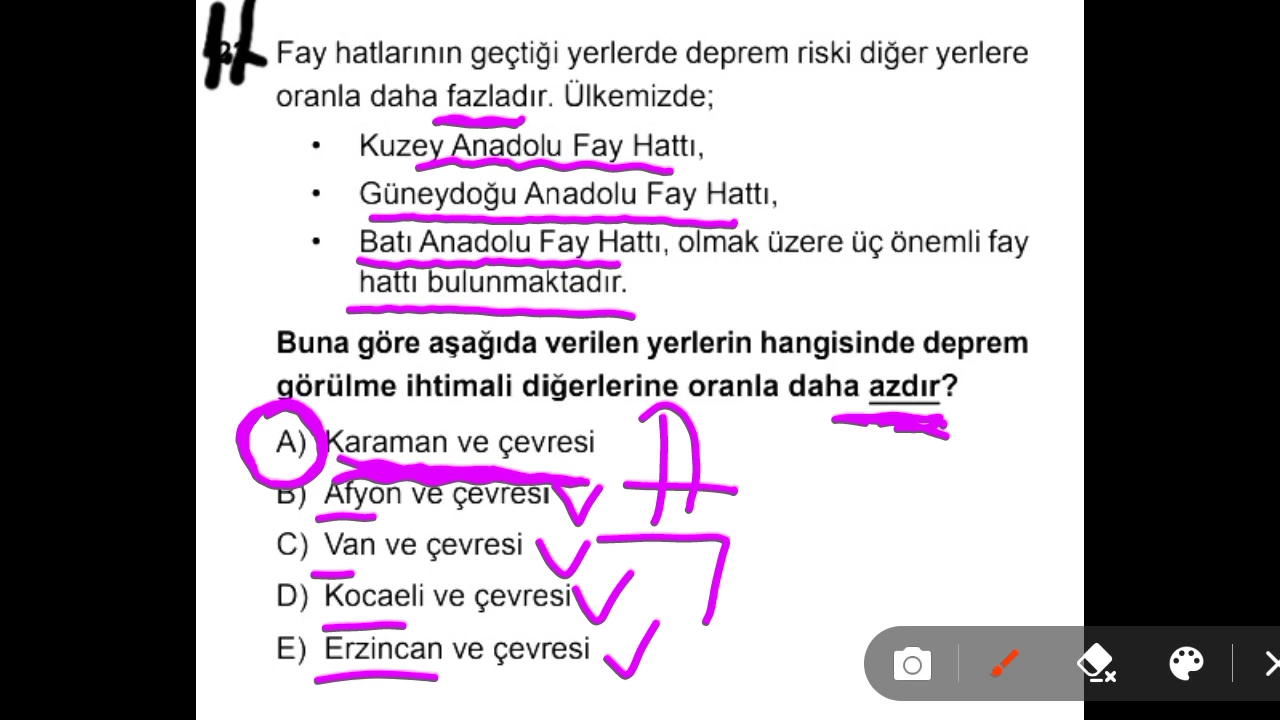 Fay hatlarının geçtiği yerlerde deprem riski diğer yerlere
oranla daha fazladır. Ülkemizde;
• Kuzey Anadolu Fay Hattı,
• Güneydoğu Anadolu Fay Hattı,
• Batı Anadolu Fay Hattı, olmak üzere üç önemli fay
hattı bulunmaktadır.
Buna göre aşağıda verilen yerlerin hangisinde deprem
görülme ihtimali diğerlerine oranla daha azdır?
A) Karaman ve çevresi
B) Afyon ve çevresi
C) Van ve çevresi
D) Kocaeli ve çevresi
E) Erzincan ve çevresi